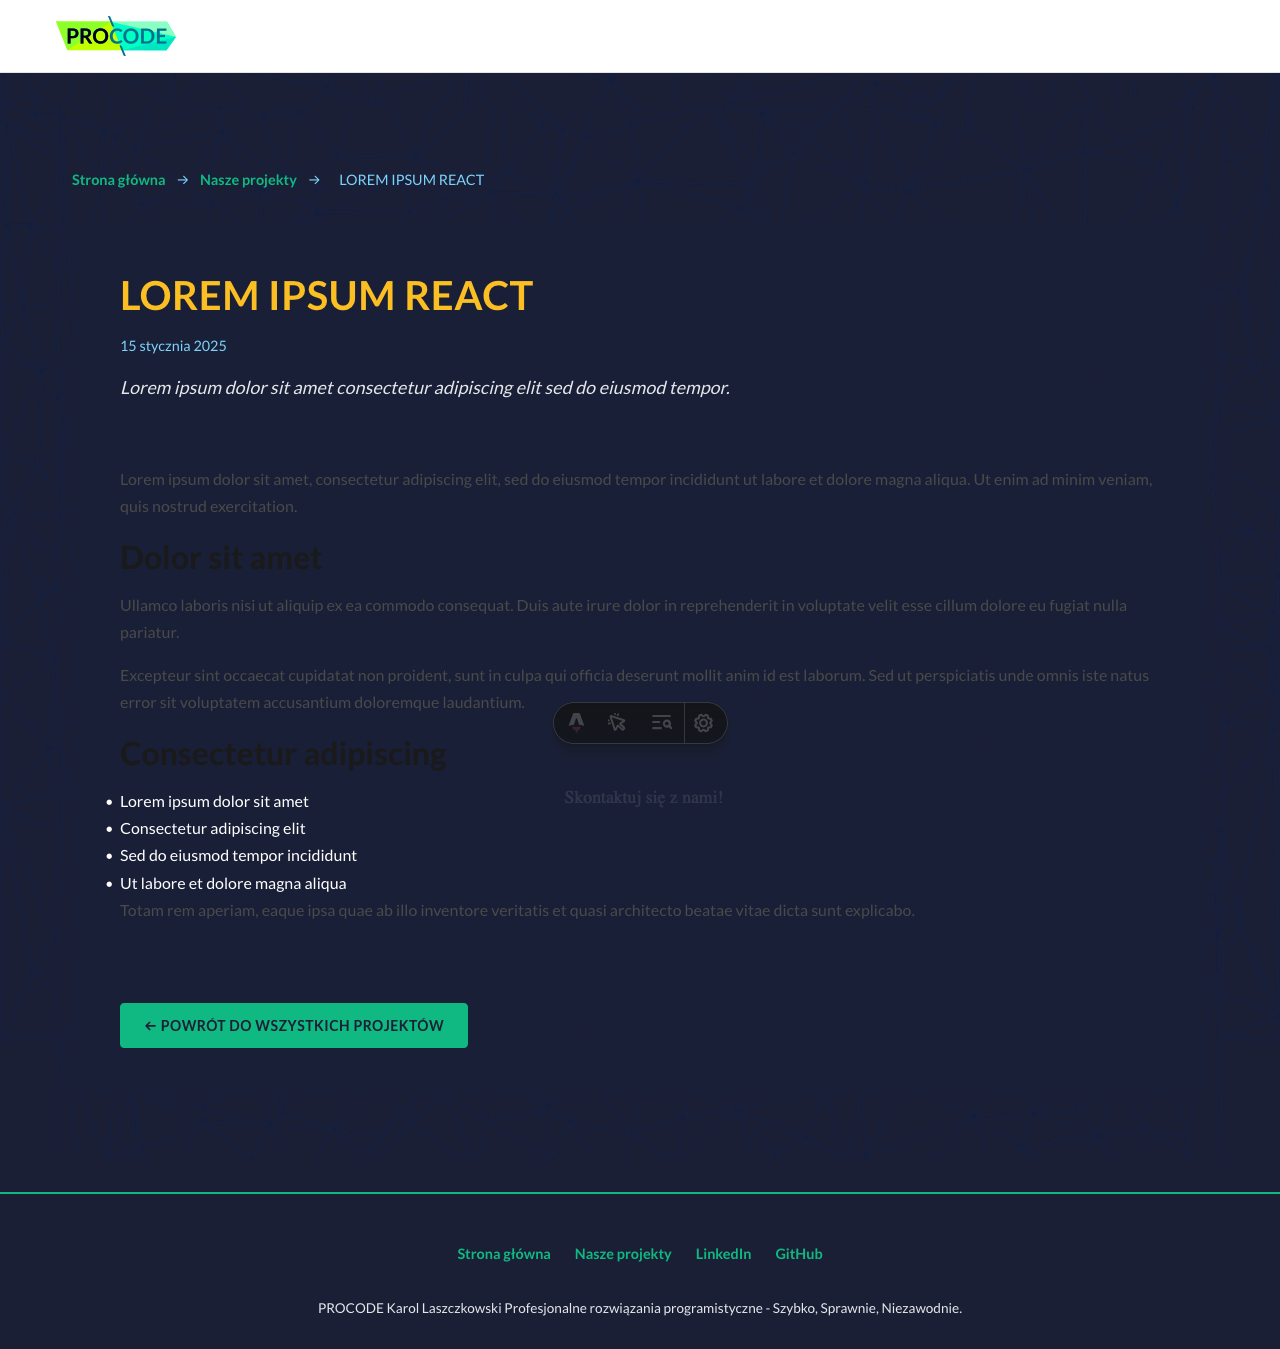 PROCODE
Strona główna → Nasze projekty → LOREM IPSUM REACT
LOREM IPSUM REACT
15 stycznia 2025
Lorem ipsum dolor sit amet consectetur adipiscing elit sed do eiusmod tempor.
Lorem ipsum dolor sit amet, consectetur adipiscing elit, sed do eiusmod tempor incididunt ut labore et dolore magna aliqua. Ut enim ad minim veniam,
quis nostrud exercitation.
Dolor sit amet
Ullamco laboris nisi ut aliquip ex ea commodo consequat. Duis aute irure dolor in reprehenderit in voluptate velit esse cillum dolore eu fugiat nulla
pariatur.
Excepteur sint occaecat cupidatat non proident, sunt in culpa qui officia deserunt mollit anim id est laborum. Sed ut perspiciatis unde omnis iste natus
error sit voluptatem accusantium doloremque laudantium.
Consectetur adipiscing
Skontaktuj się z nami!
• Lorem ipsum dolor sit amet
• Consectetur adipiscing elit
• Sed do eiusmod tempor incididunt
• Ut labore et dolore magna aliqua
Totam rem aperiam, eaque ipsa quae ab illo inventore veritatis et quasi architecto beatae vitae dicta sunt explicabo.
← POWRÓT DO WSZYSTKICH PROJEKTÓW
Strona główna Nasze projekty LinkedIn GitHub
PROCODE Karol Laszczkowski Profesjonalne rozwiązania programistyczne - Szybko, Sprawnie, Niezawodnie.